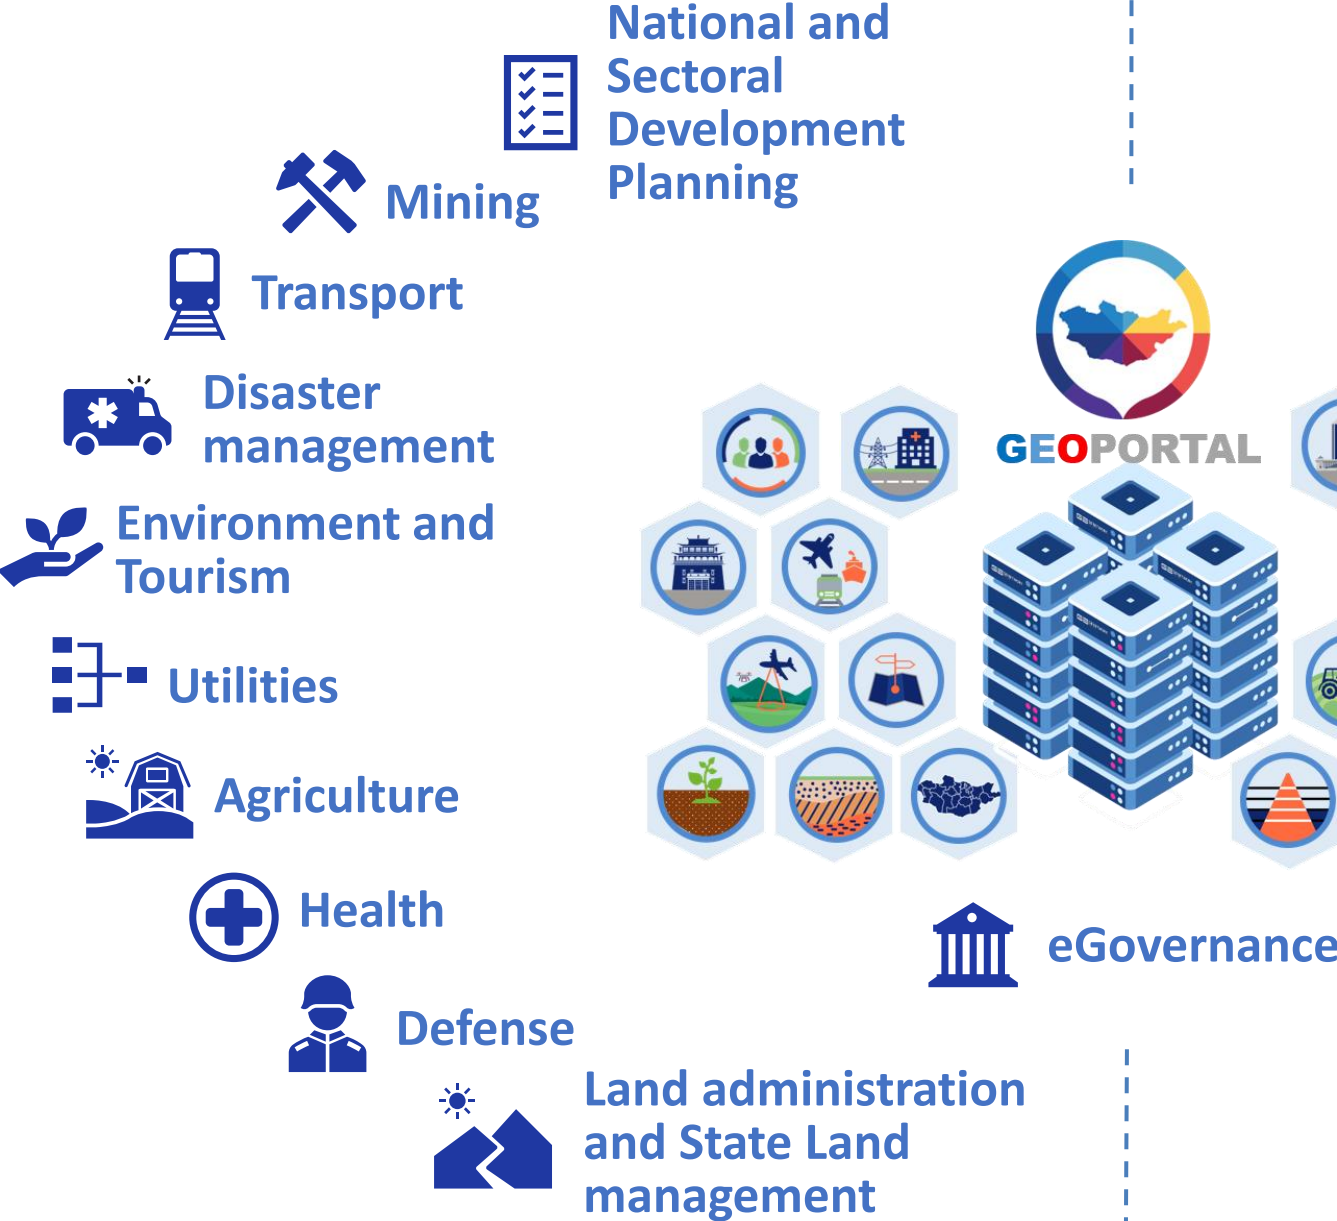 National and
Sectoral
Development
Planning
Mining
Transport
Disaster
management
Environment and
Tourism
Utilities
Agriculture
Health
Defense
Land administration
and State Land
management
GEOPORTAL
eGovernance